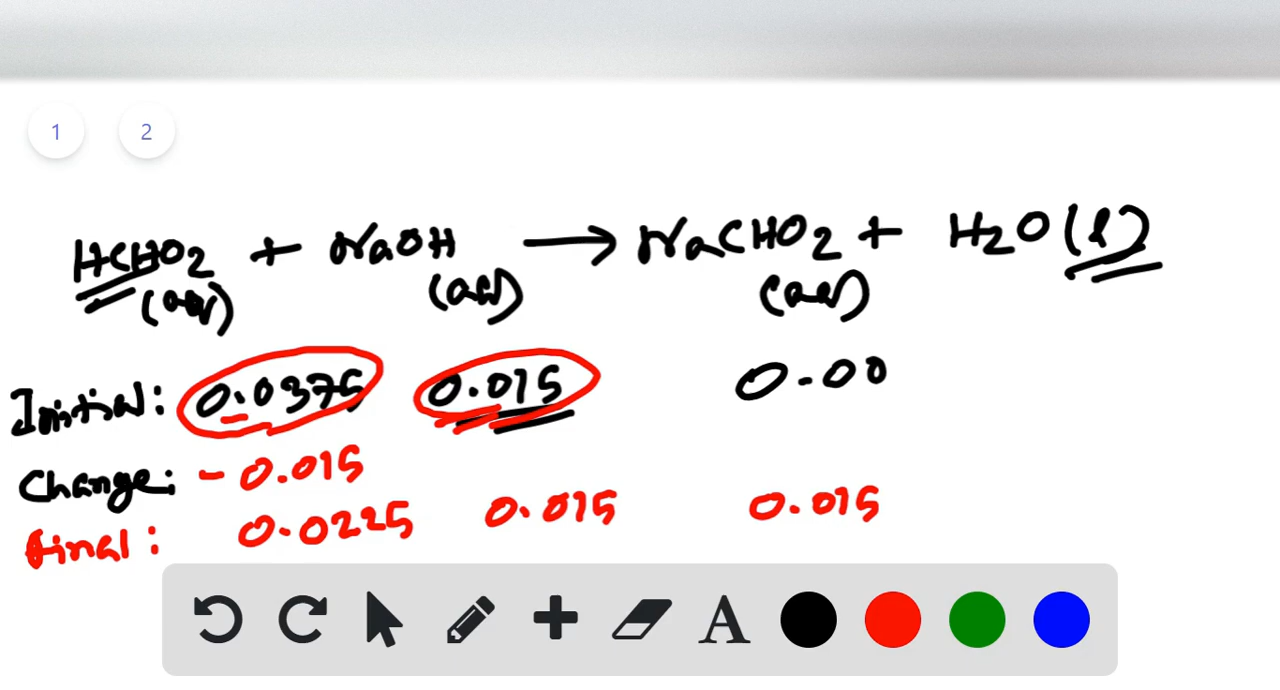 1 2
HCHO2 + NaOH → NaCHO2 + H2O(l)
(aq) (aq) (aq)
Initial: 0.0375 0.015 0.00
Change: - 0.015
final: 0.0225 0.015 0.015
A